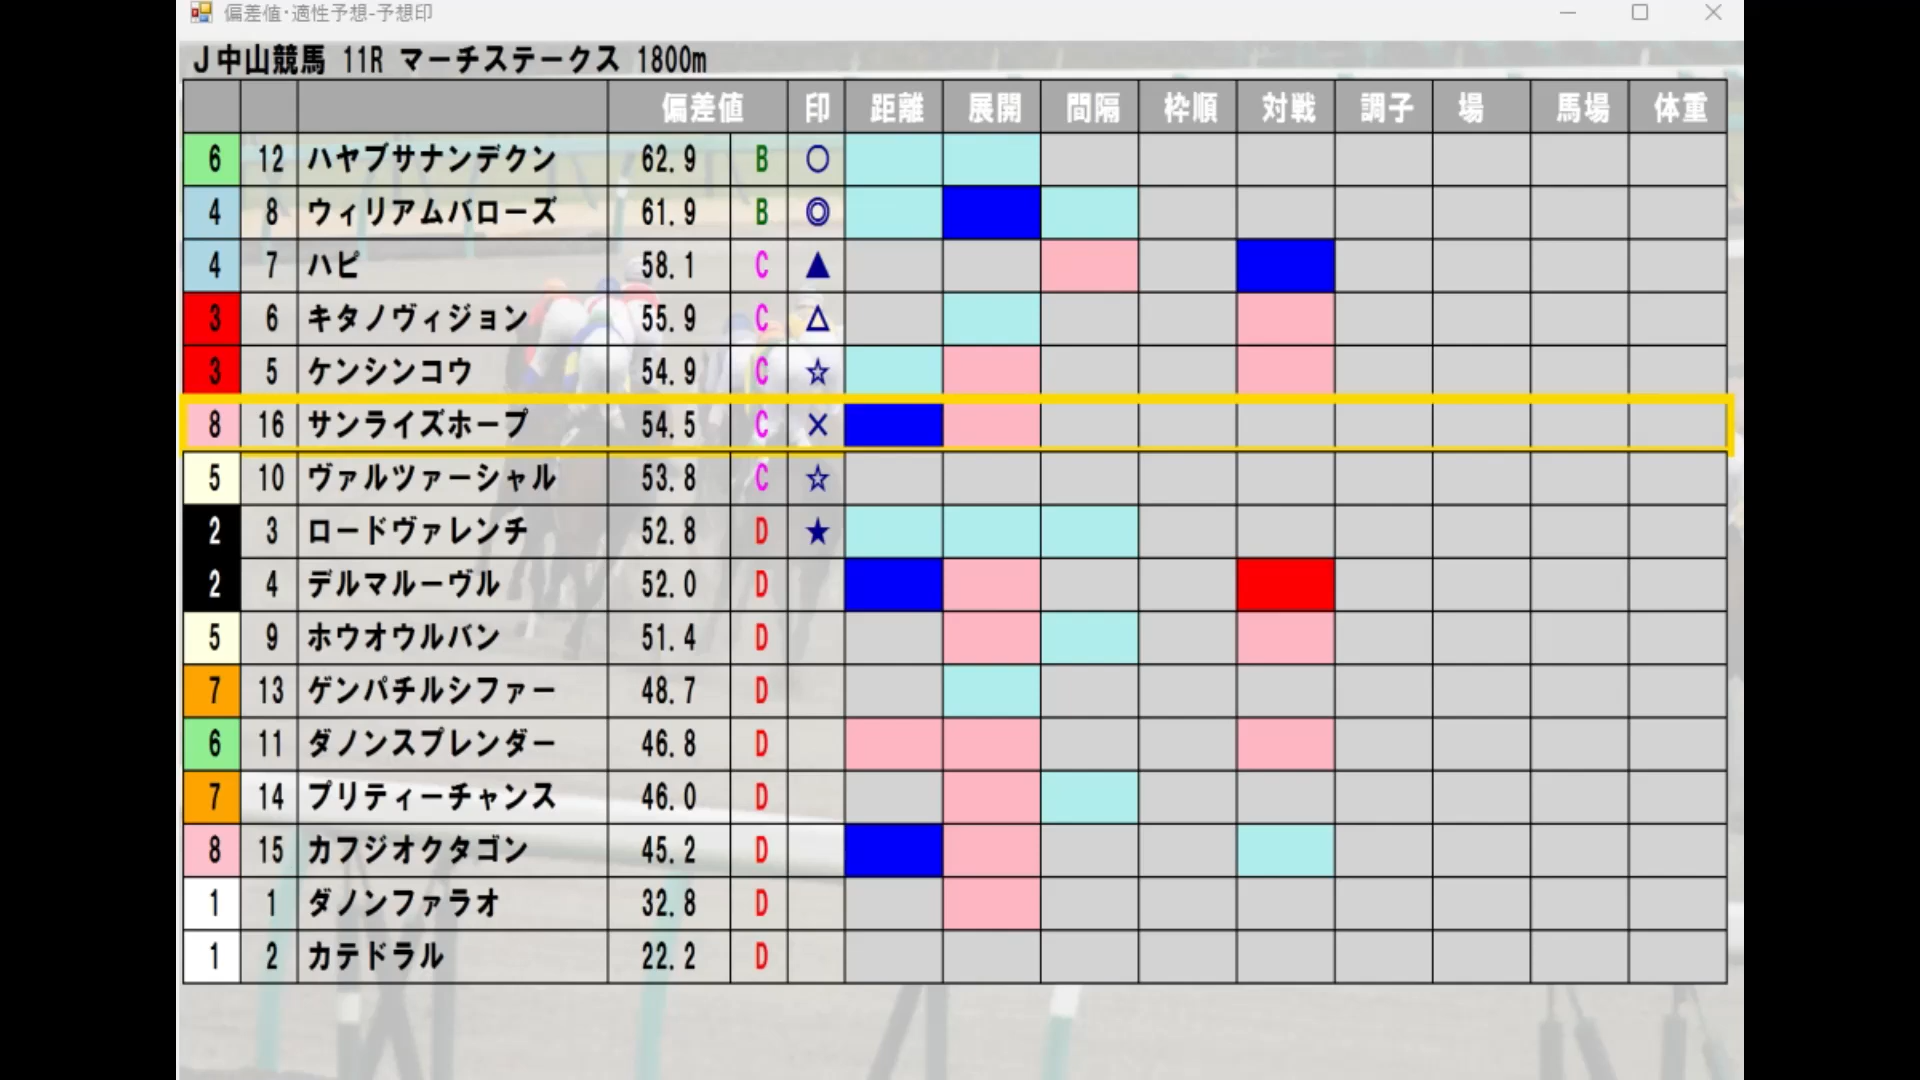 偏差値･適性予想-予想印
J中山競馬 11R マーチステークス 1800m
偏差値 印 距離 展開 間隔 枠順 対戦 調子 場 馬場 体重
6 12 ハヤブサナンデクン 62.9 B ○
4 8 ウィリアムバローズ 61.9 B ◎
4 7 ハピ 58.1 C ▲
3 6 キタノヴィジョン 55.9 C △
3 5 ケンシンコウ 54.9 C ☆
8 16 サンライズホープ 54.5 C ×
5 10 ヴァルツァーシャル 53.8 C ☆
2 3 ロードヴァレンチ 52.8 D ★
2 4 デルマルーヴル 52.0 D
5 9 ホウオウルバン 51.4 D
7 13 ゲンパチルシファー 48.7 D
6 11 ダノンスプレンダー 46.8 D
7 14 プリティーチャンス 46.0 D
8 15 カフジオクタゴン 45.2 D
1 1 ダノンファラオ 32.8 D
1 2 カテドラル 22.2 D